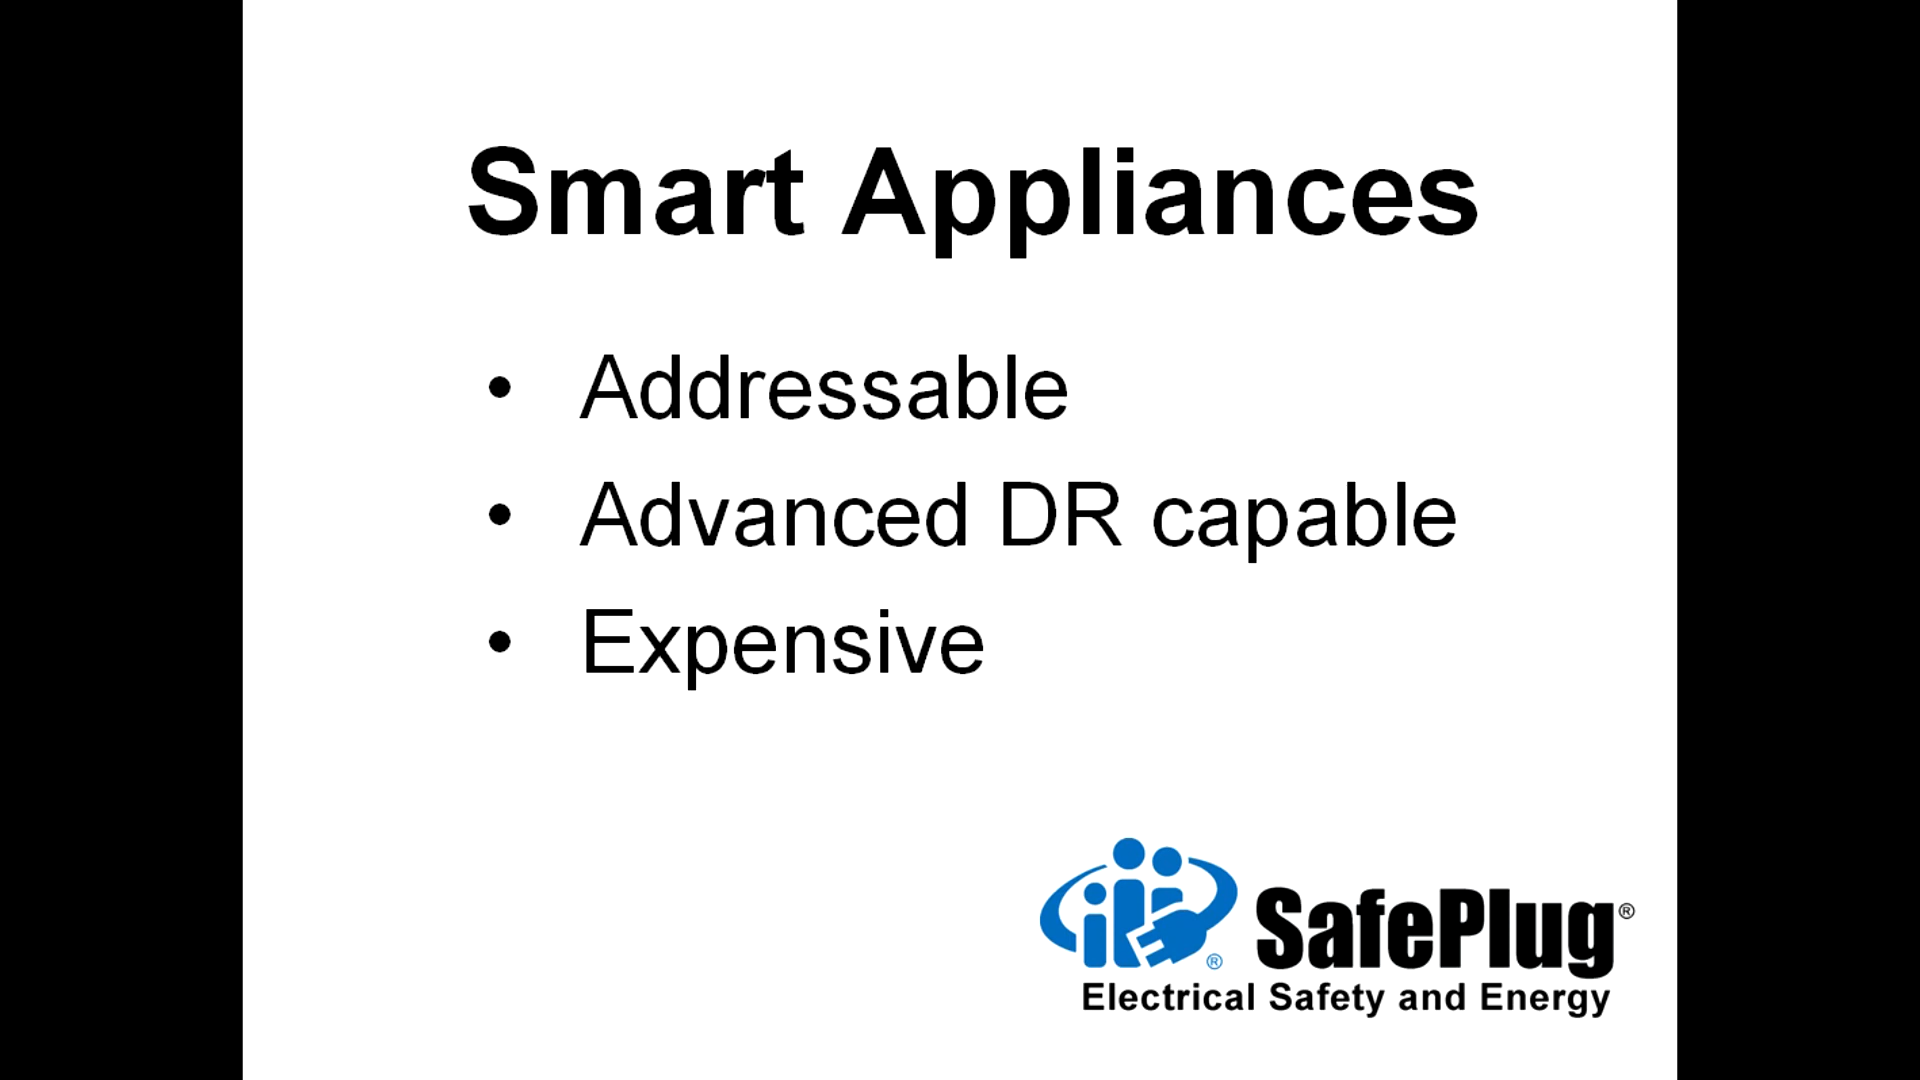 Smart Appliances
• Addressable
• Advanced DR capable
• Expensive
SafePlug®
®
Electrical Safety and Energy